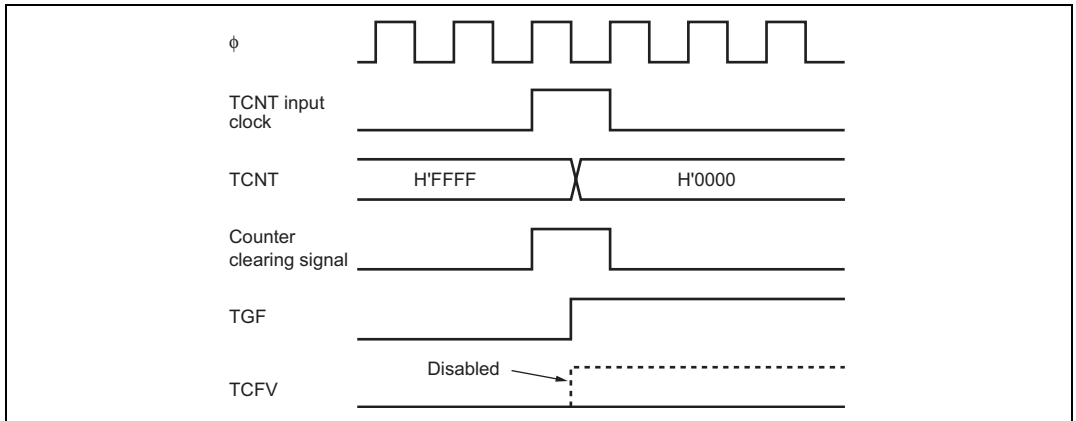 φ
TCNT input
clock
TCNT
H'FFFF
H'0000
Counter
clearing signal
TGF
Disabled
TCFV